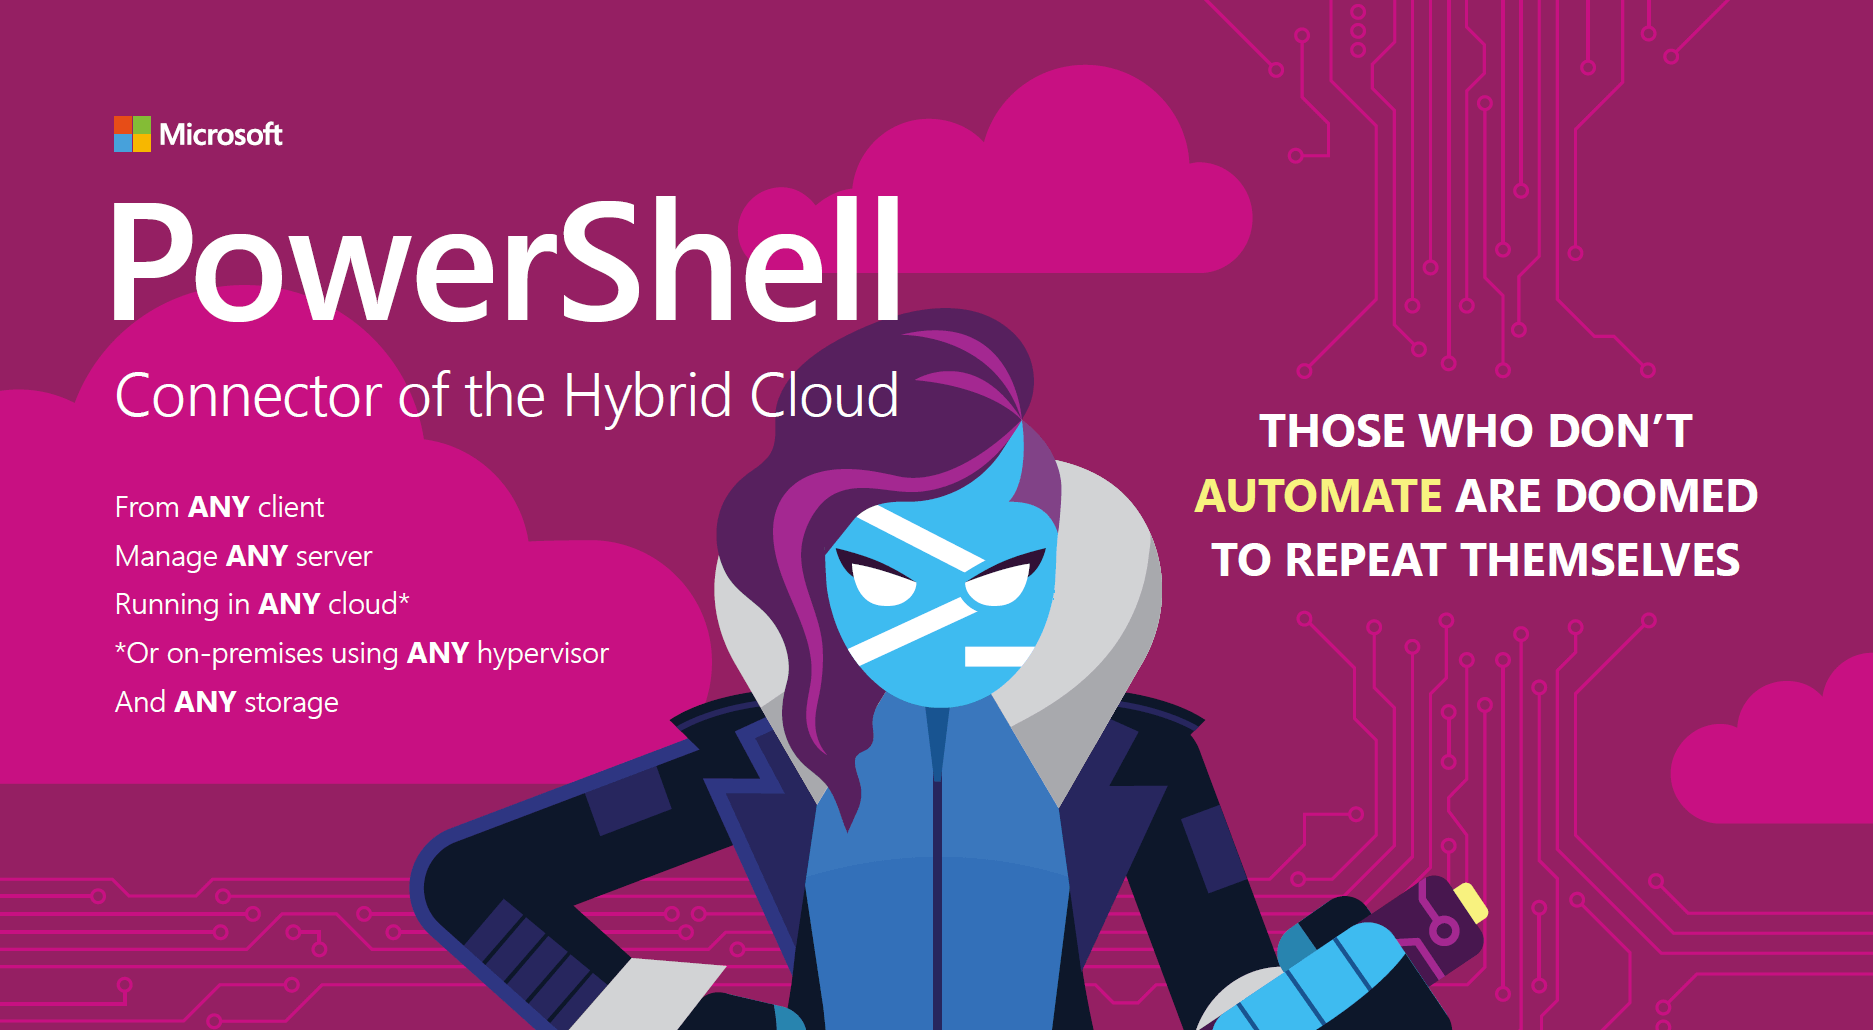 Microsoft
PowerShell
Connector of the Hybrid Cloud
From ANY client
Manage ANY server
Running in ANY cloud*
*Or on-premises using ANY hypervisor
And ANY storage
THOSE WHO DON'T
AUTOMATE ARE DOOMED
TO REPEAT THEMSELVES